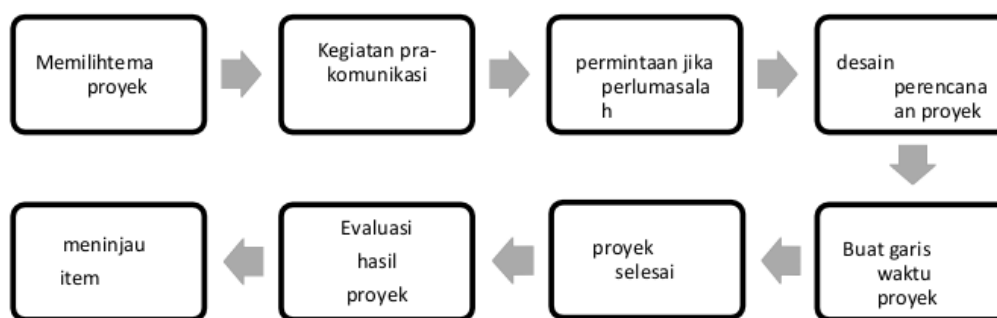 Memilihtema
proyek
Kegiatan pra-
komunikasi
permintaan jika
perlumasala
h
desain
perencana
an proyek
Buat garis
waktu
proyek
proyek
selesai
Evaluasi
hasil
proyek
meninjau
item